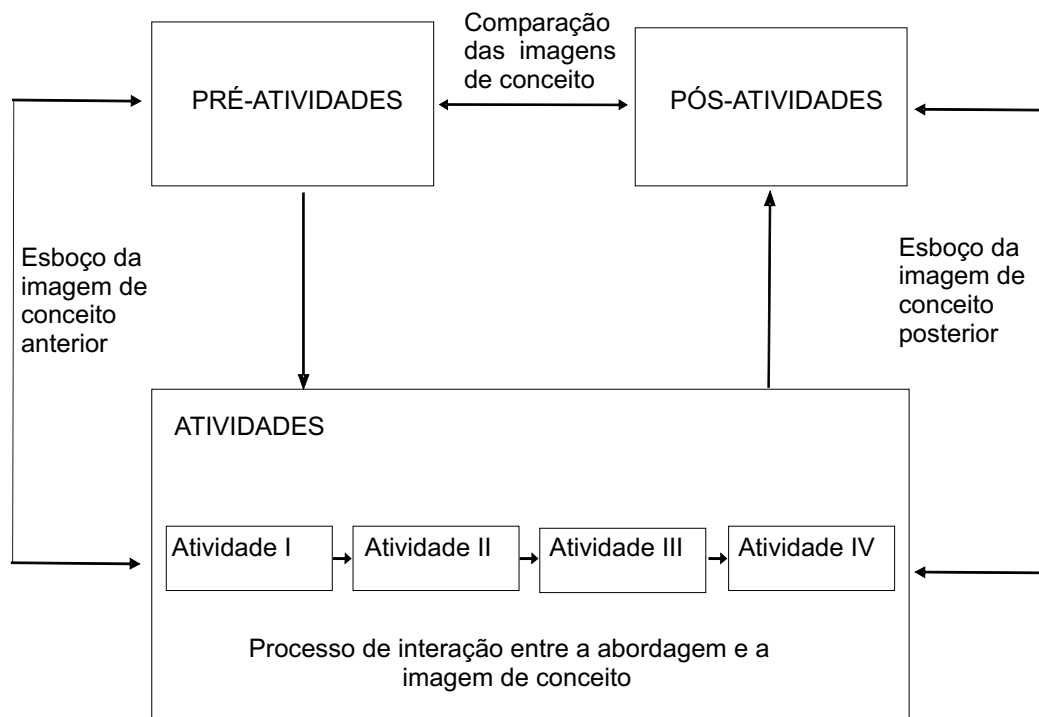 Comparação
das imagens
de conceito
PRÉ-ATIVIDADES
PÓS-ATIVIDADES
Esboço da
imagem de
conceito
anterior
Esboço da
imagem de
conceito
posterior
ATIVIDADES
Atividade I
Atividade II
Atividade III
Atividade IV
Processo de interação entre a abordagem e a
imagem de conceito